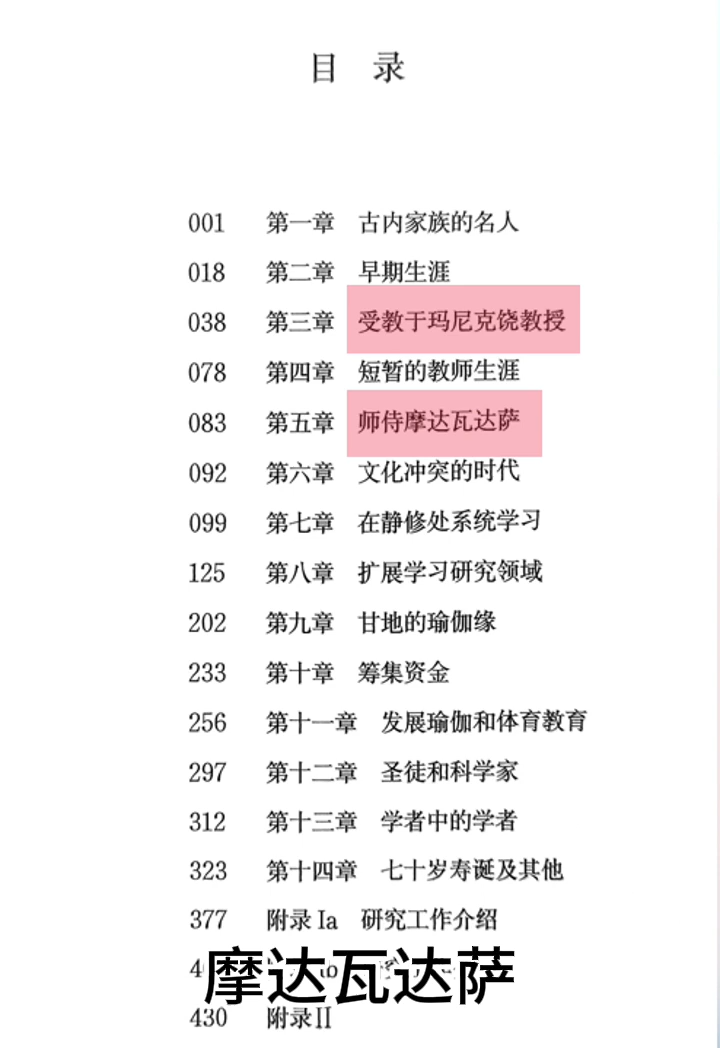 目 录
001 第一章 古内家族的名人
018 第二章 早期生涯
038 第三章 受教于玛尼克饶教授
078 第四章 短暂的教师生涯
083 第五章 师侍摩达瓦达萨
092 第六章 文化冲突的时代
099 第七章 在静修处系统学习
125 第八章 扩展学习研究领域
202 第九章 甘地的瑜伽缘
233 第十章 筹集资金
256 第十一章 发展瑜伽和体育教育
297 第十二章 圣徒和科学家
312 第十三章 学者中的学者
323 第十四章 七十岁寿诞及其他
377 附录 Ia 研究工作介绍
摩达瓦达萨
430 附录 II